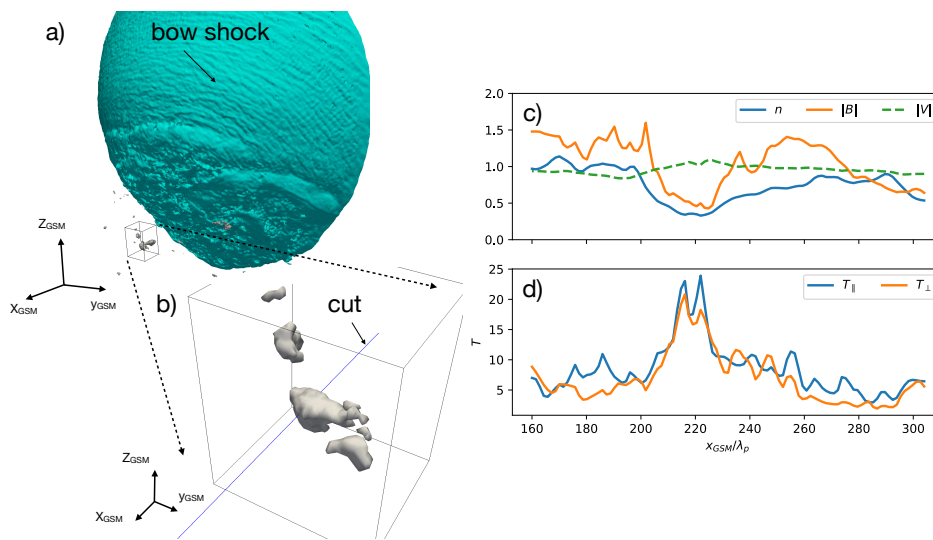 a)
bow shock
Z_GSM
X_GSM
y_GSM
b)
cut
Z_GSM
X_GSM
y_GSM
c)
n |B| |V|
2.0
1.5
1.0
0.5
0.0
d)
T_∥ T_⊥
25
20
15
10
5
T
160 180 200 220 240 260 280 300
x_GSM/λ_p